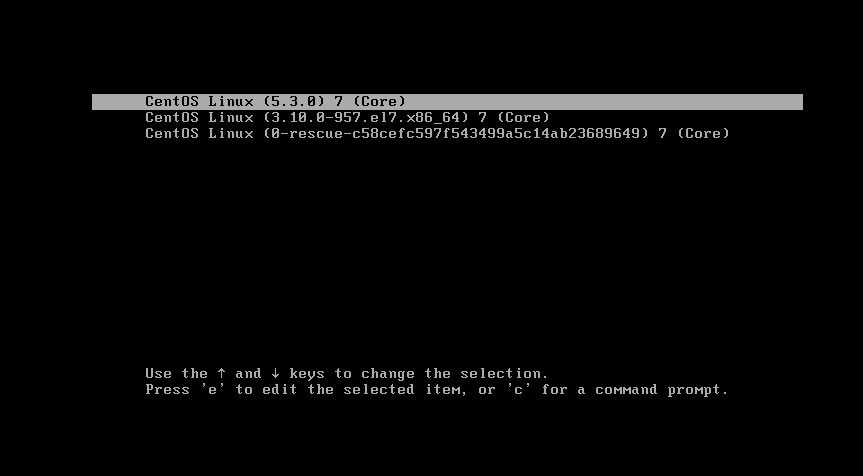 CentOS Linux (5.3.0) 7 (Core)
CentOS Linux (3.10.0-957.el7.x86_64) 7 (Core)
CentOS Linux (0-rescue-c58cefc597f543499a5c14ab23689649) 7 (Core)
Use the ↑ and ↓ keys to change the selection.
Press 'e' to edit the selected item, or 'c' for a command prompt.